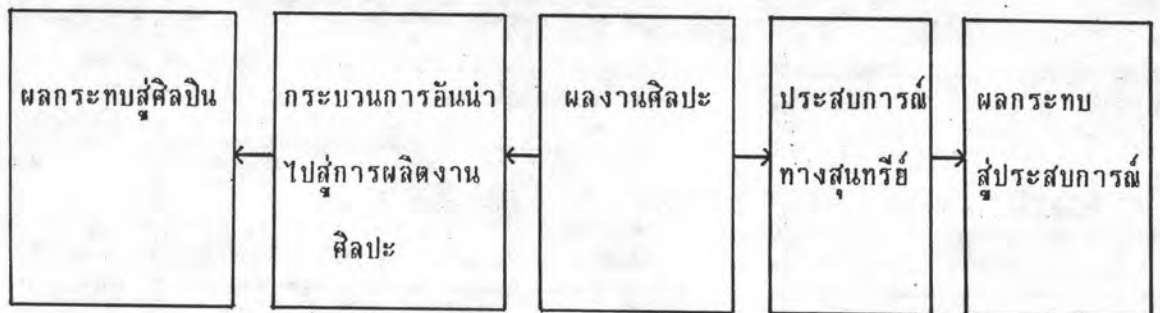 ผลกระทบสู่ศิลปิน
กระบวนการอันนำ
ไปสู่การผลิตงาน
ศิลปะ
ผลงานศิลปะ
ประสบการณ์
ทางสุนทรีย์
ผลกระทบ
สู่ประสบการณ์